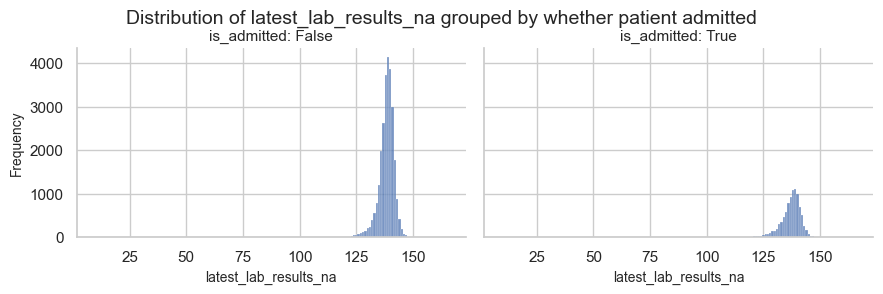 Distribution of latest_lab_results_na grouped by whether patient admitted
is_admitted: False
is_admitted: True
Frequency
4000
3000
2000
1000
0
25 50 75 100 125 150
25 50 75 100 125 150
latest_lab_results_na
latest_lab_results_na